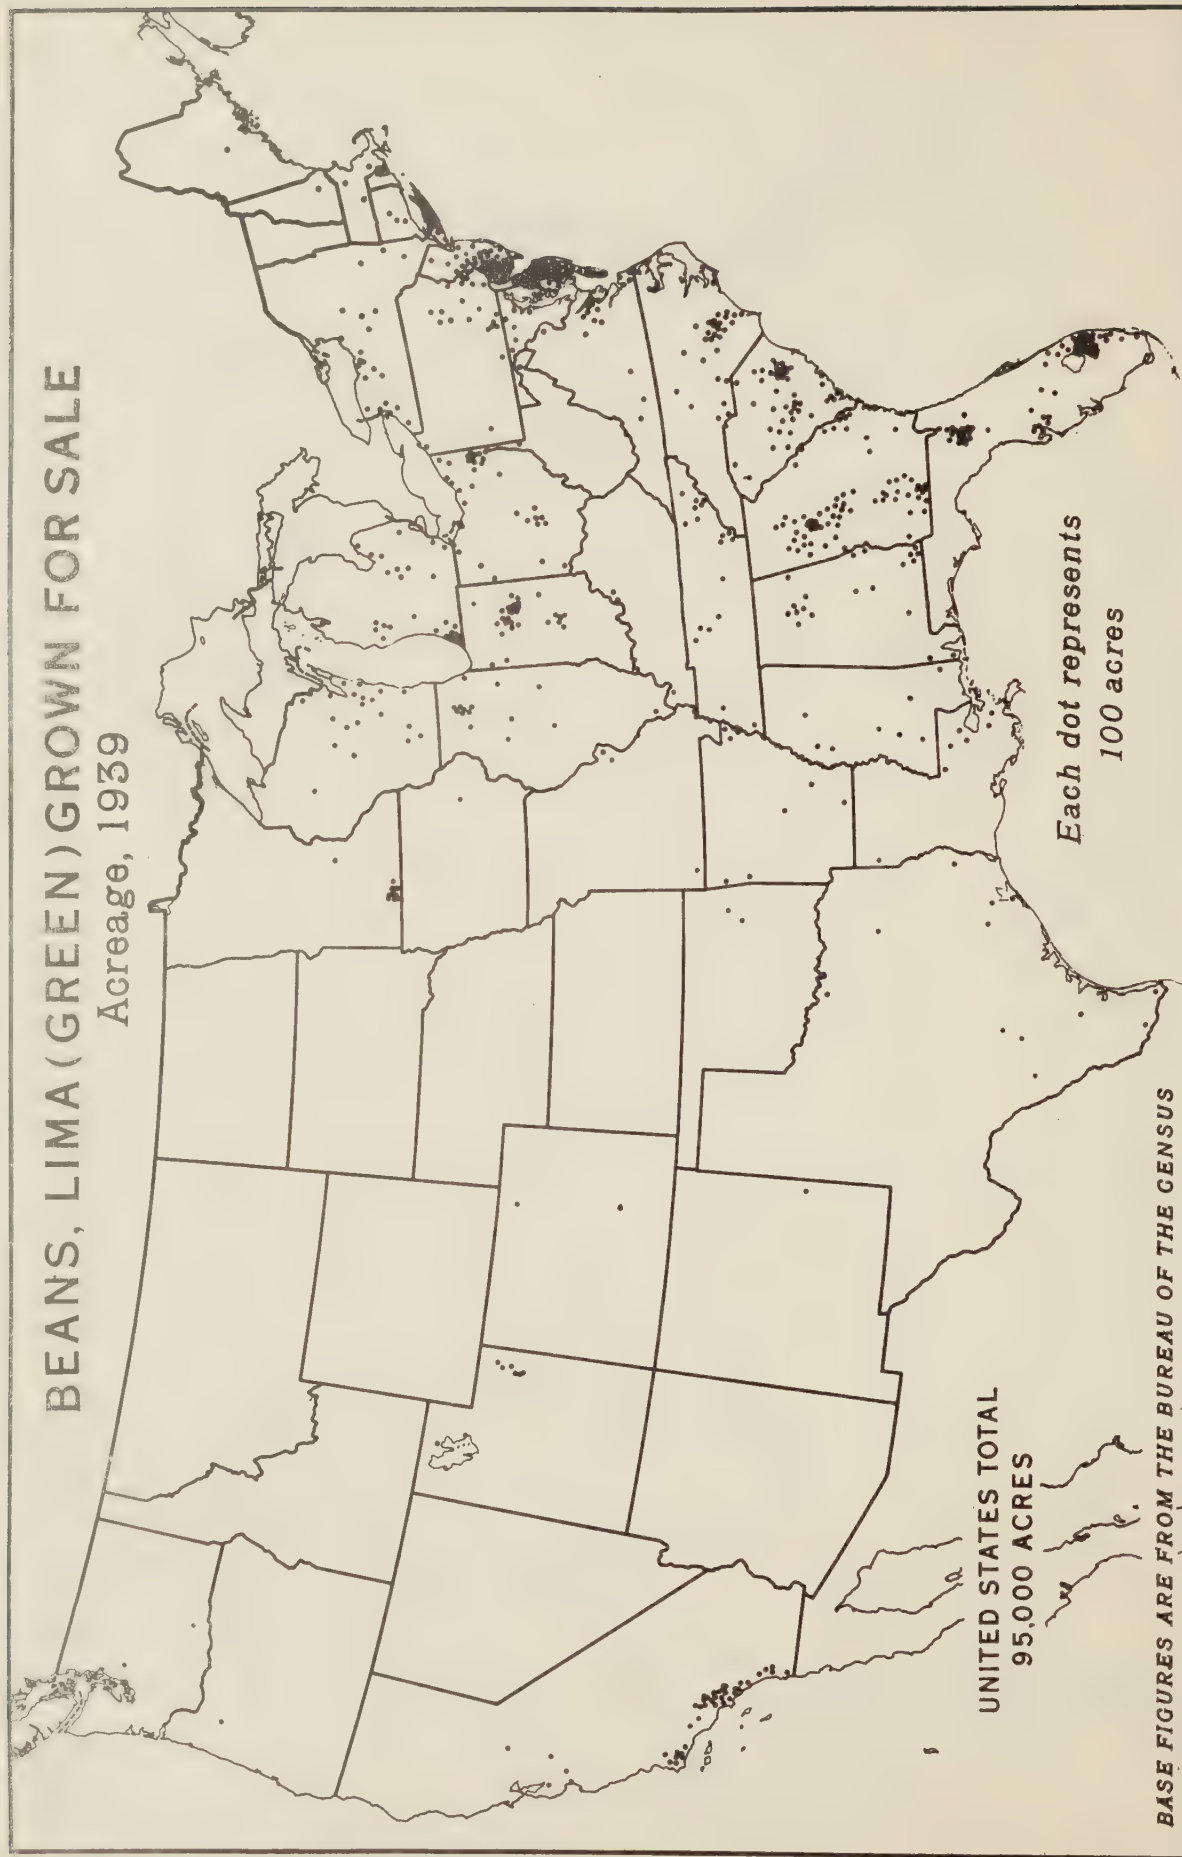 BEANS, LIMA (GREEN) GROWN FOR SALE
Acreage, 1939
Each dot represents
100 acres
UNITED STATES TOTAL
95,000 ACRES
BASE FIGURES ARE FROM THE BUREAU OF THE CENSUS